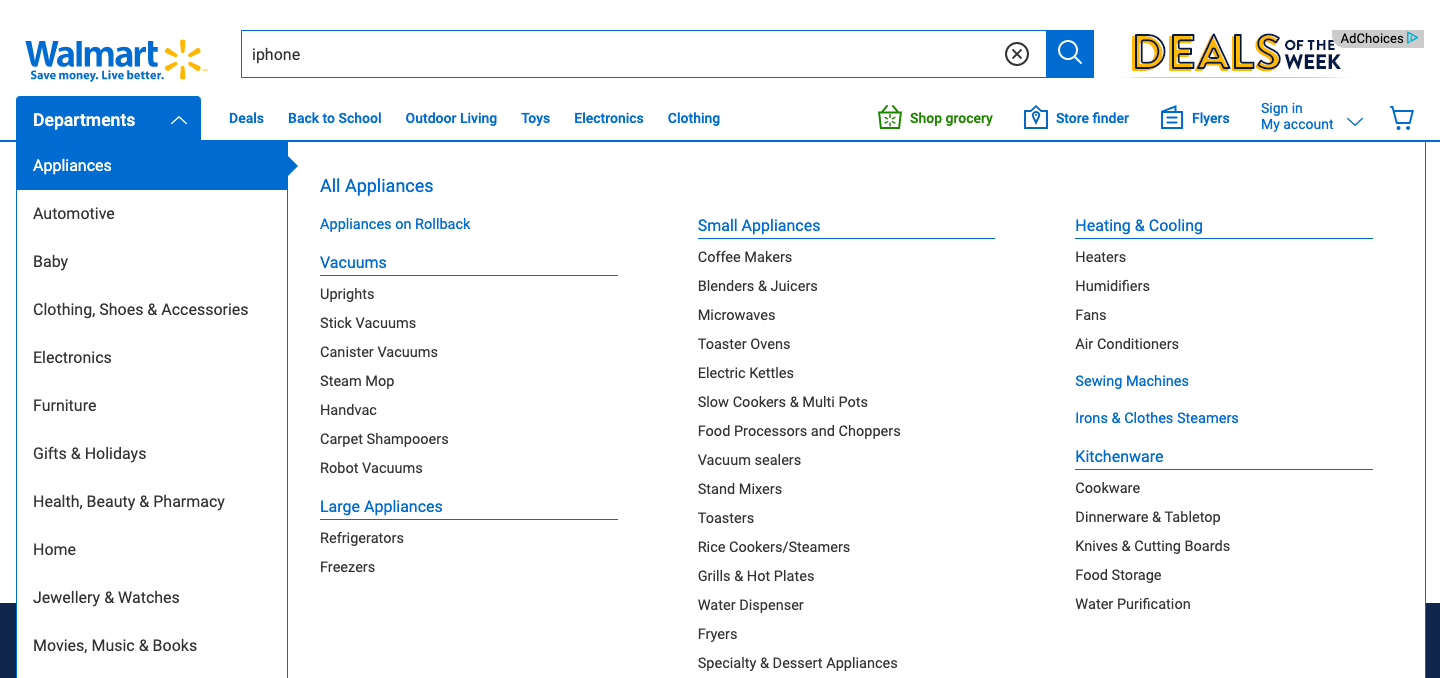 Walmart
Save money. Live better.
iphone
DEALS OF THE WEEK
AdChoices
Departments
Deals
Back to School
Outdoor Living
Toys
Electronics
Clothing
Shop grocery
Store finder
Flyers
Sign in
My account
Appliances
Automotive
Baby
Clothing, Shoes & Accessories
Electronics
Furniture
Gifts & Holidays
Health, Beauty & Pharmacy
Home
Jewellery & Watches
Movies, Music & Books
All Appliances
Appliances on Rollback
Vacuums
Uprights
Stick Vacuums
Canister Vacuums
Steam Mop
Handvac
Carpet Shampooers
Robot Vacuums
Large Appliances
Refrigerators
Freezers
Small Appliances
Coffee Makers
Blenders & Juicers
Microwaves
Toaster Ovens
Electric Kettles
Slow Cookers & Multi Pots
Food Processors and Choppers
Vacuum sealers
Stand Mixers
Toasters
Rice Cookers/Steamers
Grills & Hot Plates
Water Dispenser
Fryers
Specialty & Dessert Appliances
Heating & Cooling
Heaters
Humidifiers
Fans
Air Conditioners
Sewing Machines
Irons & Clothes Steamers
Kitchenware
Cookware
Dinnerware & Tabletop
Knives & Cutting Boards
Food Storage
Water Purification